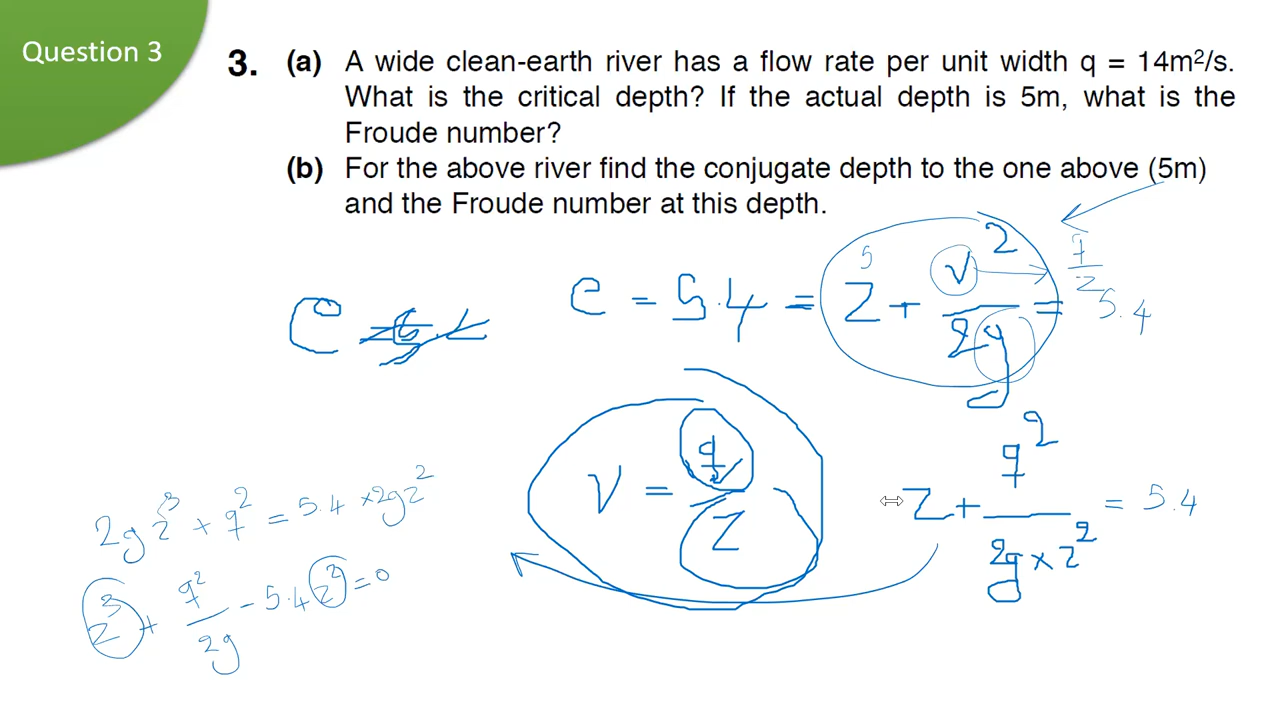 Question 3
3. (a) A wide clean-earth river has a flow rate per unit width q = 14m²/s.
What is the critical depth? If the actual depth is 5m, what is the
Froude number?
(b) For the above river find the conjugate depth to the one above (5m)
and the Froude number at this depth.
e = 5.4 = z + v²/2g = 5.4
5
q/z
v = q/z
z + q²/2g×z² = 5.4
2gz³ + q² = 5.4 × 2gz²
z³ + q²/2g - 5.4z² = 0